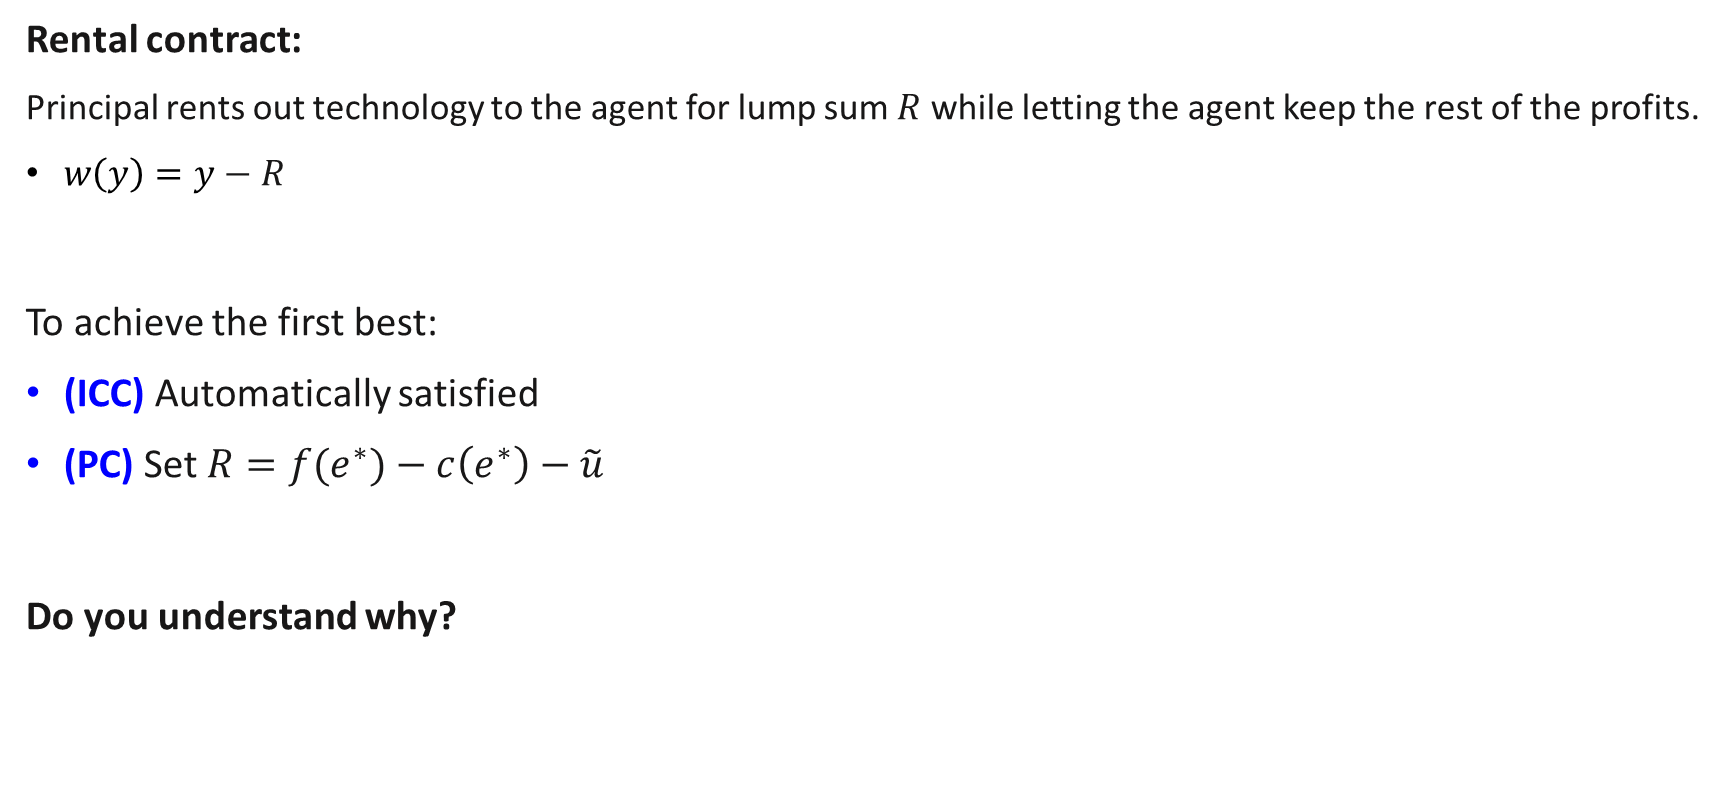 Rental contract:
Principal rents out technology to the agent for lump sum R while letting the agent keep the rest of the profits.
• w(y) = y − R
To achieve the first best:
• (ICC) Automatically satisfied
• (PC) Set R = f(e*) − c(e*) − ũ
Do you understand why?